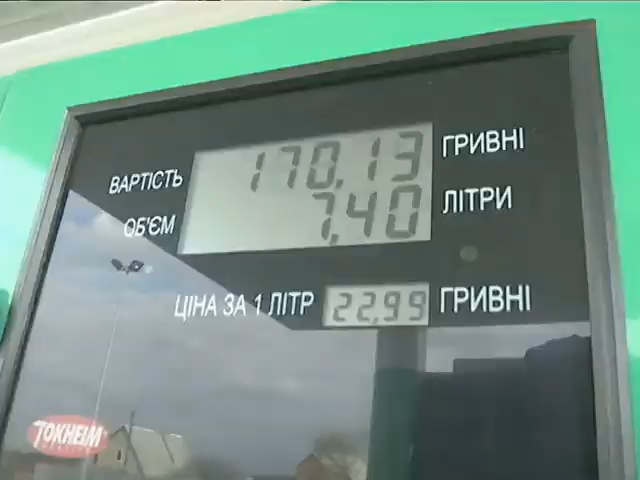 ВАРТІСТЬ 170,13 ГРИВНІ
ОБ'ЄМ 7,40 ЛІТРИ
ЦІНА ЗА 1 ЛІТР 22,99 ГРИВНІ
TOKHEIM